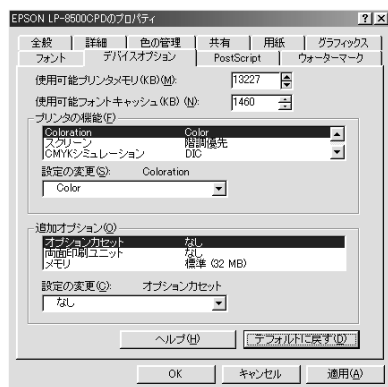 EPSON LP-8500CPDのプロパティ
全般 詳細 色の管理 共有 用紙 グラフィックス
フォント デバイスオプション PostScript ウォーターマーク
使用可能プリンタメモリ(KB)(M): 13227
使用可能フォントキャッシュ(KB) (N): 1460
プリンタの機能(F)
Coloration Color
スクリーン 階調優先
CMYKシミュレーション DIC
設定の変更(S): Coloration
Color
追加オプション(O)
オプションカセット なし
両面印刷ユニット なし
メモリ 標準 (32 MB)
設定の変更(C): オプションカセット
なし
ヘルプ(H) デフォルトに戻す(D)
OK キャンセル 適用(A)